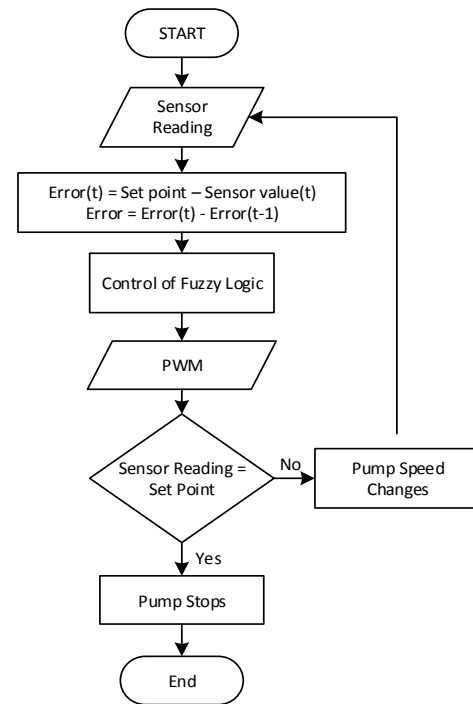 START
Sensor
Reading
Error(t) = Set point – Sensor value(t)
Error = Error(t) - Error(t-1)
Control of Fuzzy Logic
PWM
Sensor Reading =
Set Point
No
Pump Speed
Changes
Yes
Pump Stops
End